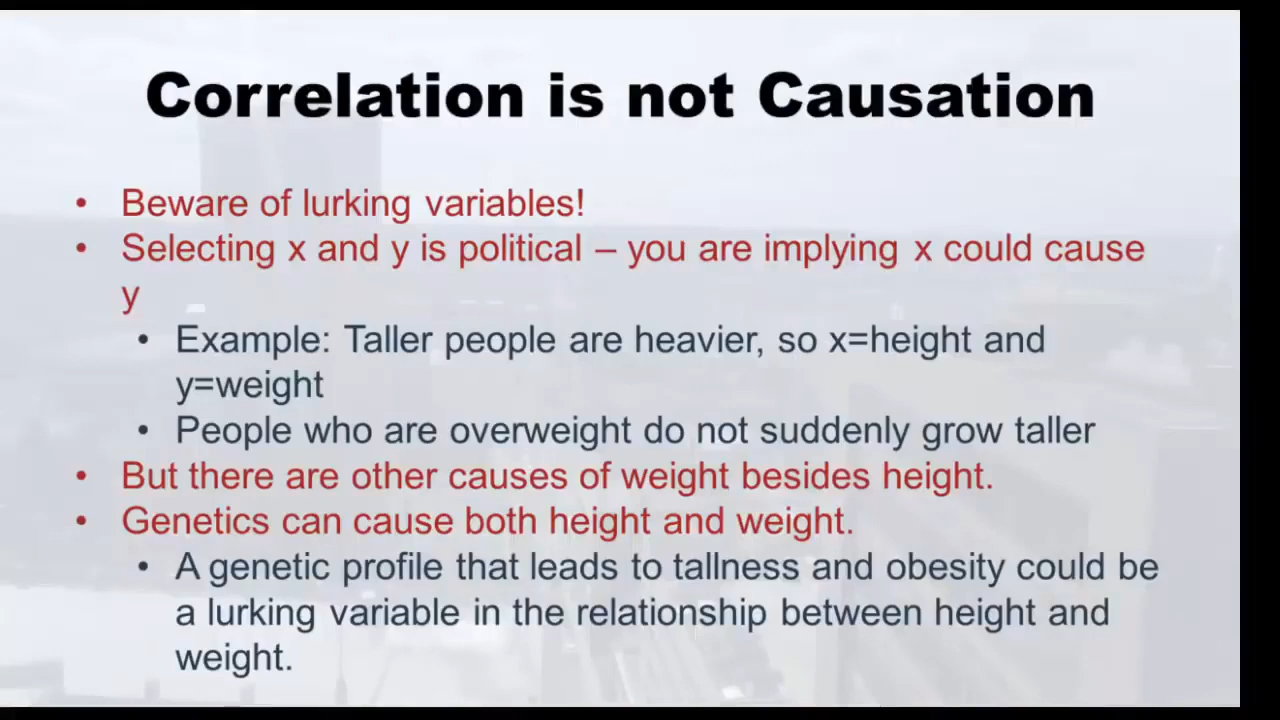 Correlation is not Causation
• Beware of lurking variables!
• Selecting x and y is political – you are implying x could cause
y
• Example: Taller people are heavier, so x=height and
y=weight
• People who are overweight do not suddenly grow taller
• But there are other causes of weight besides height.
• Genetics can cause both height and weight.
• A genetic profile that leads to tallness and obesity could be
a lurking variable in the relationship between height and
weight.